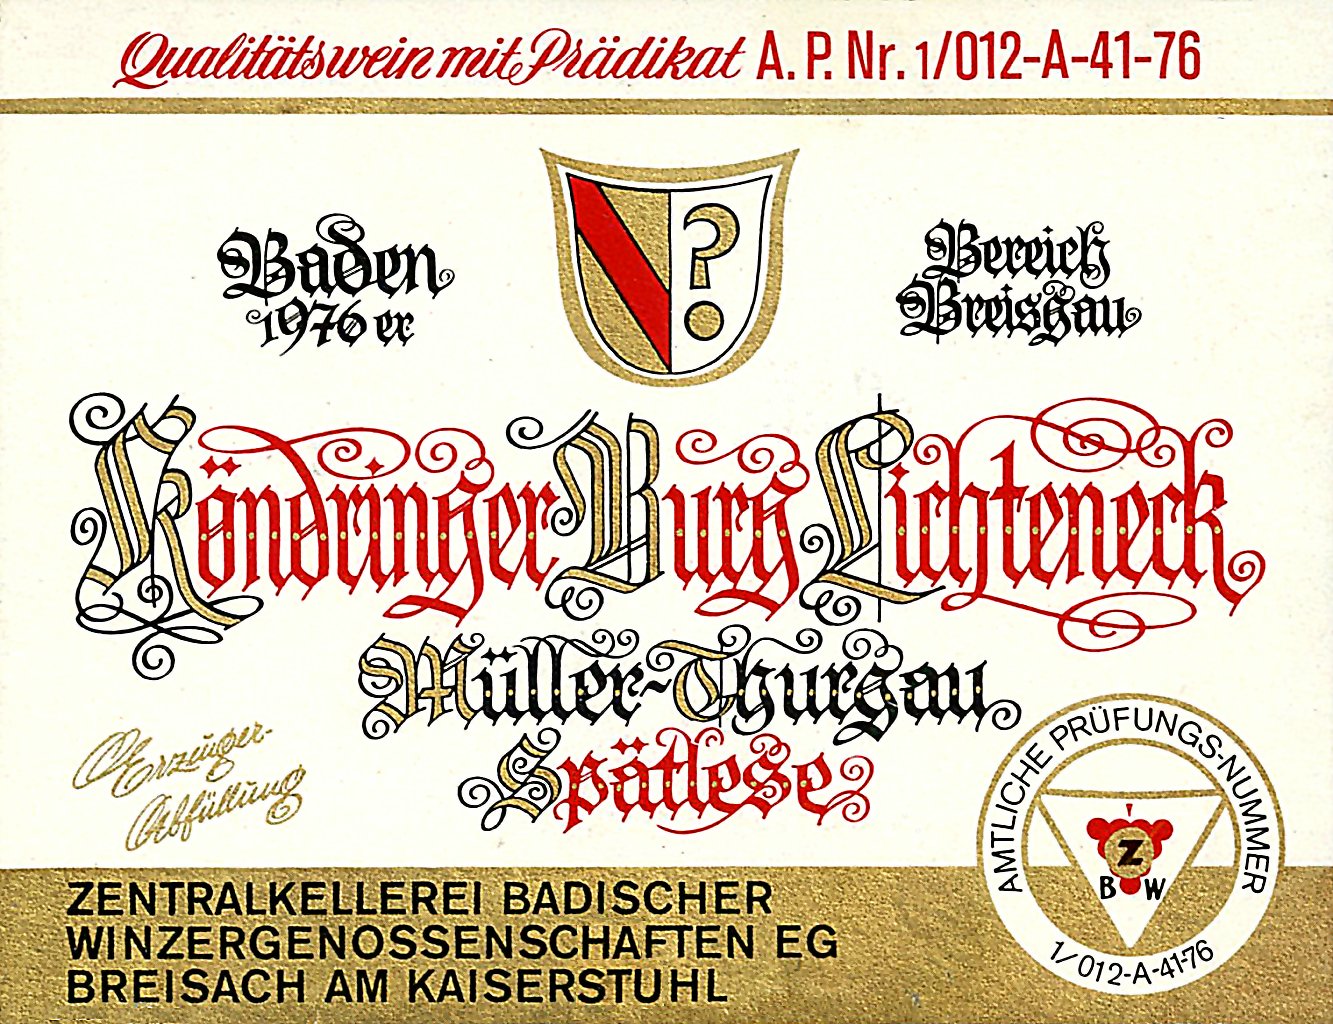 Qualitätswein mit Prädikat A. P. Nr. 1/012-A-41-76
?
Baden
1976 er
Bereich
Breisgau
Köndringer Burg Lichteneck
Müller-Thurgau
Spätlese
Erzeuger-
Abfüllung
ZENTRALKELLEREI BADISCHER
WINZERGENOSSENSCHAFTEN EG
BREISACH AM KAISERSTUHL
AMTLICHE PRÜFUNGS-NUMMER
Z
B W
1/012-A-41-76